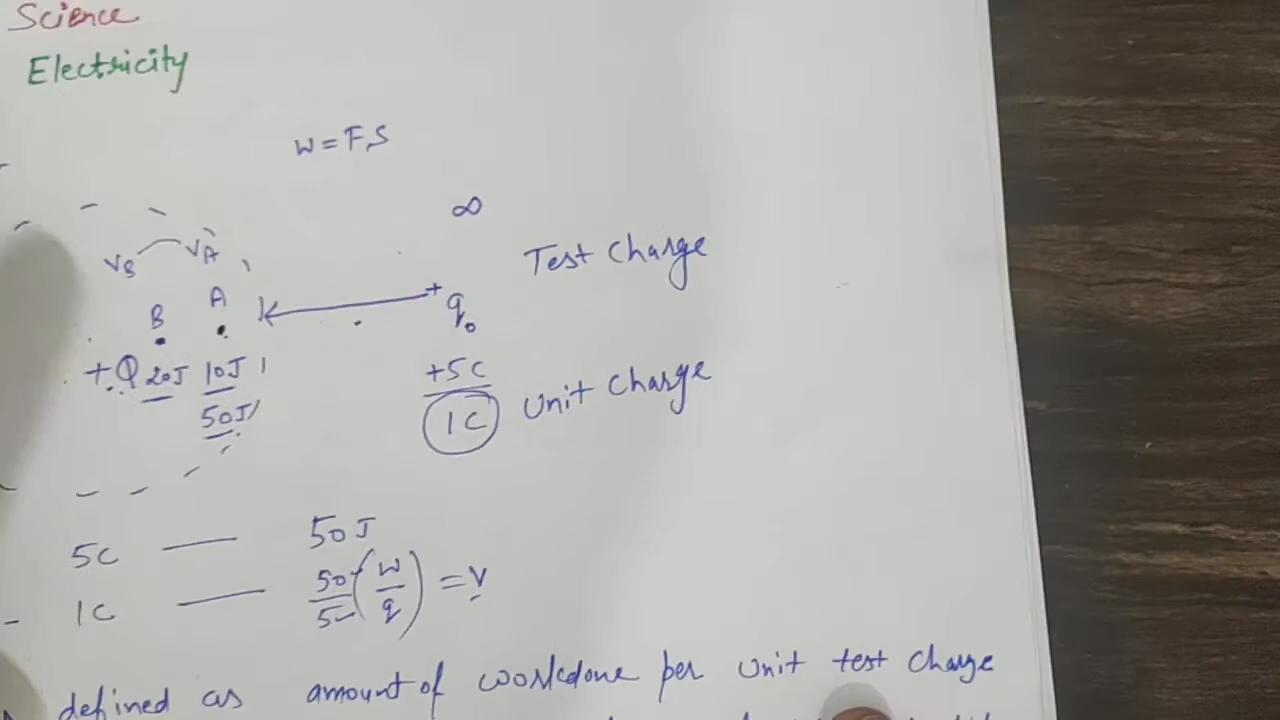 Science
Electricity
W = F.S
∞
VB VA
Test Charge
B A
+ q₀
+Q 20J 10J
+5C
50J
1C Unit Charge
5C — 50J
1C — 50/5 (W/q) = V
defined as amount of workdone per unit test charge